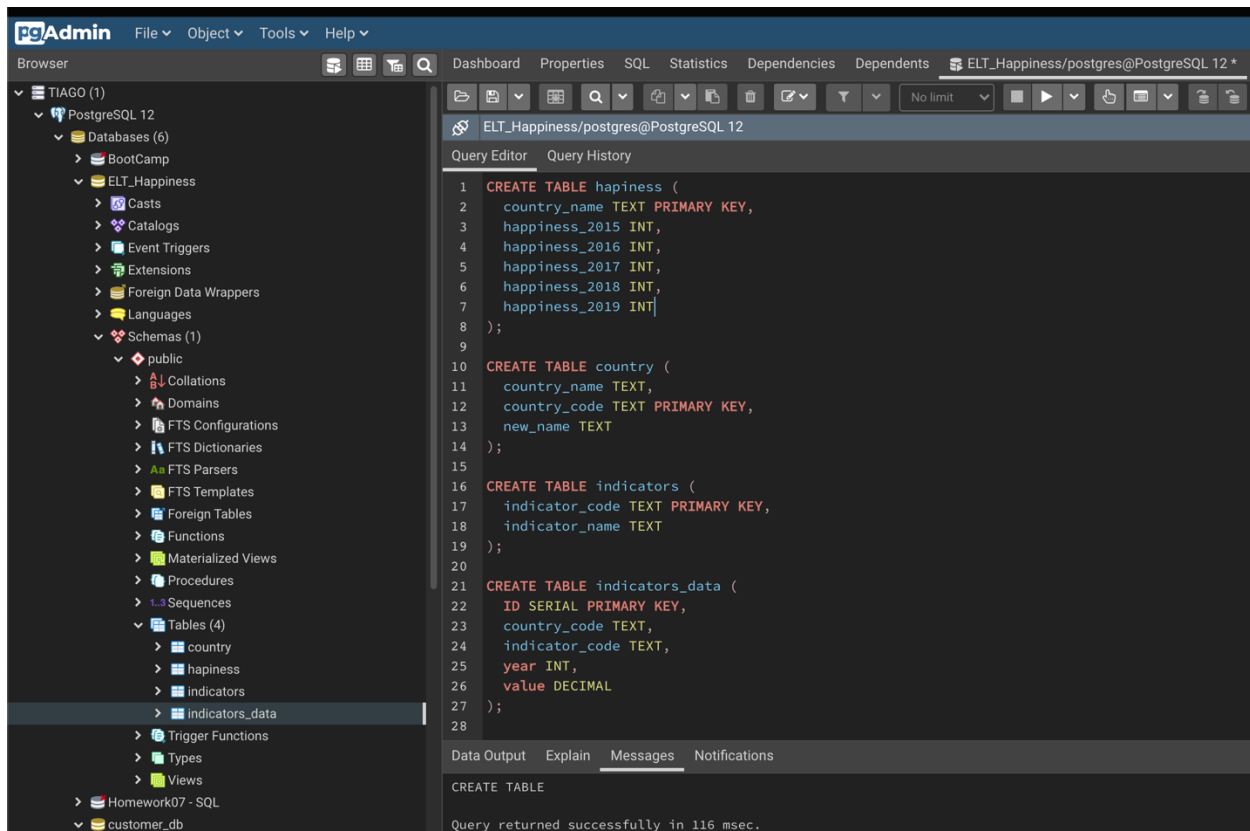 pgAdmin File Object Tools Help
Browser
Dashboard Properties SQL Statistics Dependencies Dependents ELT_Happiness/postgres@PostgreSQL 12 *
No limit
ELT_Happiness/postgres@PostgreSQL 12
Query Editor Query History
TIAGO (1)
PostgreSQL 12
Databases (6)
BootCamp
ELT_Happiness
Casts
Catalogs
Event Triggers
Extensions
Foreign Data Wrappers
Languages
Schemas (1)
public
Collations
Domains
FTS Configurations
FTS Dictionaries
Aa FTS Parsers
FTS Templates
Foreign Tables
Functions
Materialized Views
Procedures
1..3 Sequences
Tables (4)
country
hapiness
indicators
indicators_data
Trigger Functions
Types
Views
Homework07 - SQL
customer_db
1 CREATE TABLE hapiness (
2 country_name TEXT PRIMARY KEY,
3 happiness_2015 INT,
4 happiness_2016 INT,
5 happiness_2017 INT,
6 happiness_2018 INT,
7 happiness_2019 INT
8 );
9
10 CREATE TABLE country (
11 country_name TEXT,
12 country_code TEXT PRIMARY KEY,
13 new_name TEXT
14 );
15
16 CREATE TABLE indicators (
17 indicator_code TEXT PRIMARY KEY,
18 indicator_name TEXT
19 );
20
21 CREATE TABLE indicators_data (
22 ID SERIAL PRIMARY KEY,
23 country_code TEXT,
24 indicator_code TEXT,
25 year INT,
26 value DECIMAL
27 );
28
Data Output Explain Messages Notifications
CREATE TABLE
Query returned successfully in 116 msec.